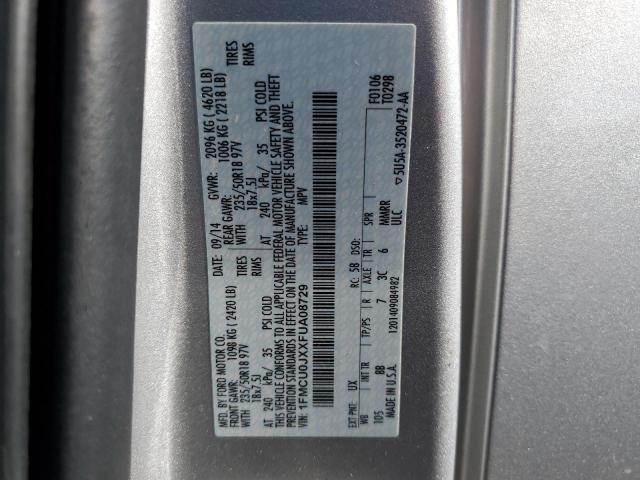 MFD. BY FORD MOTOR CO. DATE: 09/14 GVWR: 2096 KG ( 4620 LB)
FRONT GAWR: 1098 KG ( 2420 LB) REAR GAWR: 1006 KG ( 2218 LB)
WITH 235/50R18 97V TIRES WITH 235/50R18 97V TIRES
18x7.5J RIMS 18x7.5J RIMS
AT 240 kPa/ 35 PSI COLD AT 240 kPa/ 35 PSI COLD
THIS VEHICLE CONFORMS TO ALL APPLICABLE FEDERAL MOTOR VEHICLE SAFETY AND THEFT
PREVENTION STANDARDS IN EFFECT ON THE DATE OF MANUFACTURE SHOWN ABOVE.
VIN: 1FMCU0JXXFUA08729 TYPE: MPV
F0106
T0298
EXT PNT: UX RC: 58 DSO:
WB INT TR TP/PS R AXLE TR SPR
105 BB 7 3C 6 MMRR
ULC
MADE IN U.S.A. 1201409084982 ▽5U5A-3520472-AA